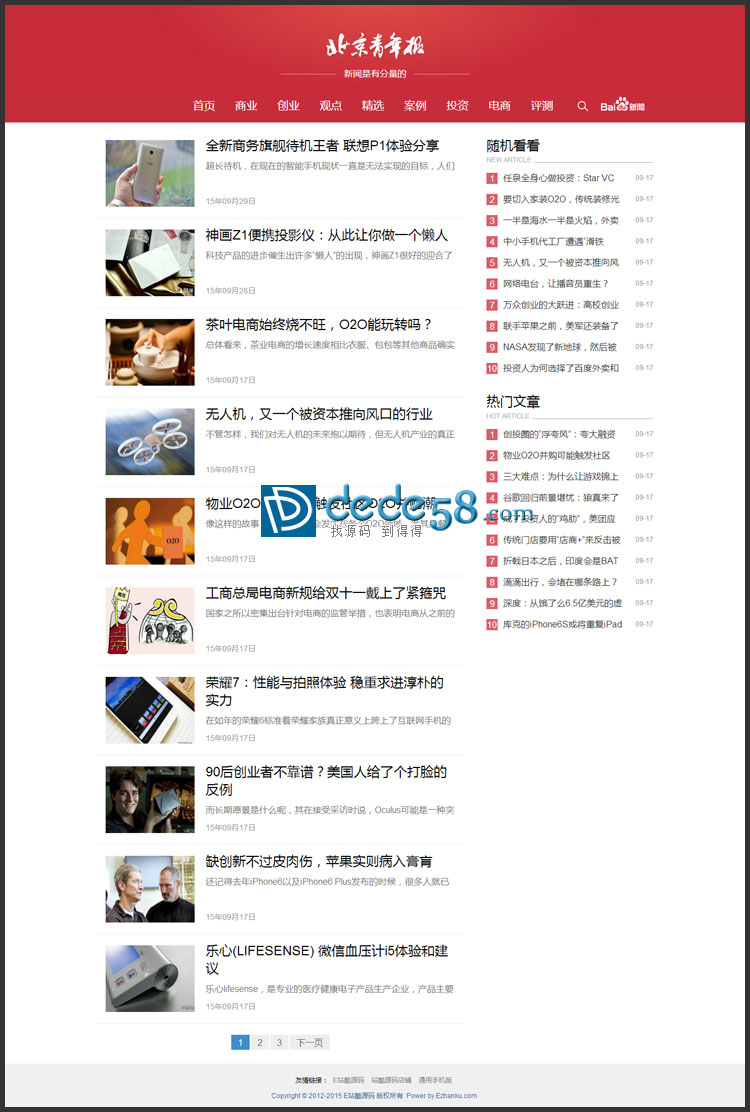 北京青年报
新闻是有分量的
首页 商业 创业 观点 精选 案例 投资 电商 评测 Bai 新闻
全新商务旗舰待机王者 联想P1体验分享
超长待机，在现在的智能手机现状一直是无法实现的目标，人们
15年09月29日
神画Z1便携投影仪：从此让你做一个懒人
科技产品的进步催生出许多"懒人"的出现，神画Z1很好的迎合了
15年09月28日
茶叶电商始终烧不旺，O2O能玩转吗？
总体看来，茶业电商的增长速度相比衣服、包包等其他商品确实
15年09月17日
无人机，又一个被资本推向风口的行业
不管怎样，我们对无人机的未来抱以期待，但无人机产业的真正
15年09月17日
O2O
物业O2O 触发社区O2O并购潮
像这样的故事
15年09月17日
工商总局电商新规给双十一戴上了紧箍咒
国家之所以密集出台针对电商的监管举措，也表明电商从之前的
15年09月17日
荣耀7：性能与拍照体验 稳重求进淳朴的
实力
在如年的荣耀6标准看荣耀家族真正意义上跨上了互联网手机的
15年09月17日
90后创业者不靠谱？美国人给了个打脸的
反例
而长期愿景是什么呢，其在接受采访时说，Oculus可能是一种突
15年09月17日
缺创新不过皮肉伤，苹果实则病入膏肓
还记得去年iPhone6以及iPhone6 Plus发布的时候，很多人就已
15年09月17日
乐心(LIFESENSE) 微信血压计i5体验和建
议
乐心lifesense，是专业的医疗健康电子产品生产企业，产品主要
15年09月17日
1 2 3 下一页
随机看看
NEW ARTICLE
1 任泉全身心做投资：Star VC 09-17
2 要切入家装O2O，传统装修光 09-17
3 一半是海水一半是火焰，外卖 09-17
4 中小手机代工厂遭遇"滑铁 09-17
5 无人机，又一个被资本推向风 09-17
6 网络电台，让播音员重生？ 09-17
7 万众创业的大跃进：高校创业 09-17
8 联手苹果之前，美军还装备了 09-17
9 NASA发现了新地球，然后被 09-17
10 投资人为何选择了百度外卖和 09-17
热门文章
HOT ARTICLE
1 创投圈的"浮夸风"：夸大融资 09-17
2 物业O2O并购可能触发社区 09-17
3 三大难点：为什么让游戏锦上 09-17
4 谷歌回归前景堪忧：狼真来了 09-17
成了投资人的"鸡肋"，美团应 09-17
6 传统门店要用"店商+"来反击被 09-17
7 折戟日本之后，印度会是BAT 09-17
8 滴滴出行，会堵在哪条路上？ 09-17
9 深度：从饿了么6.5亿美元的虚 09-17
10 库克的iPhone6S或将重复iPad 09-17
dede58.com
找源码 到得得
友情链接： E站酷源码 站酷源码店铺 通用手机版
Copyright © 2012-2015 E站酷源码 版权所有 Power by Ezhanku.com